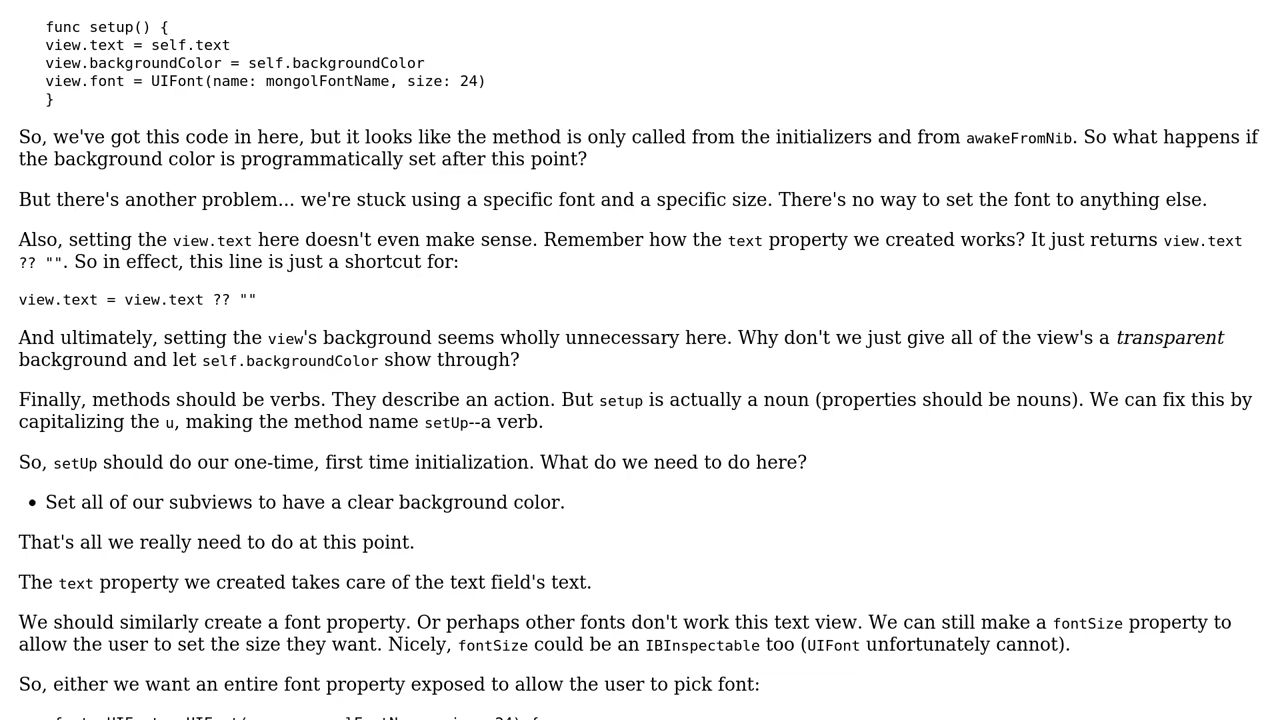 func setup() {
view.text = self.text
view.backgroundColor = self.backgroundColor
view.font = UIFont(name: mongolFontName, size: 24)
}
So, we've got this code in here, but it looks like the method is only called from the initializers and from awakeFromNib. So what happens if
the background color is programmatically set after this point?
But there's another problem... we're stuck using a specific font and a specific size. There's no way to set the font to anything else.
Also, setting the view.text here doesn't even make sense. Remember how the text property we created works? It just returns view.text
?? "". So in effect, this line is just a shortcut for:
view.text = view.text ?? ""
And ultimately, setting the view's background seems wholly unnecessary here. Why don't we just give all of the view's a transparent
background and let self.backgroundColor show through?
Finally, methods should be verbs. They describe an action. But setup is actually a noun (properties should be nouns). We can fix this by
capitalizing the u, making the method name setUp--a verb.
So, setUp should do our one-time, first time initialization. What do we need to do here?
• Set all of our subviews to have a clear background color.
That's all we really need to do at this point.
The text property we created takes care of the text field's text.
We should similarly create a font property. Or perhaps other fonts don't work this text view. We can still make a fontSize property to
allow the user to set the size they want. Nicely, fontSize could be an IBInspectable too (UIFont unfortunately cannot).
So, either we want an entire font property exposed to allow the user to pick font: